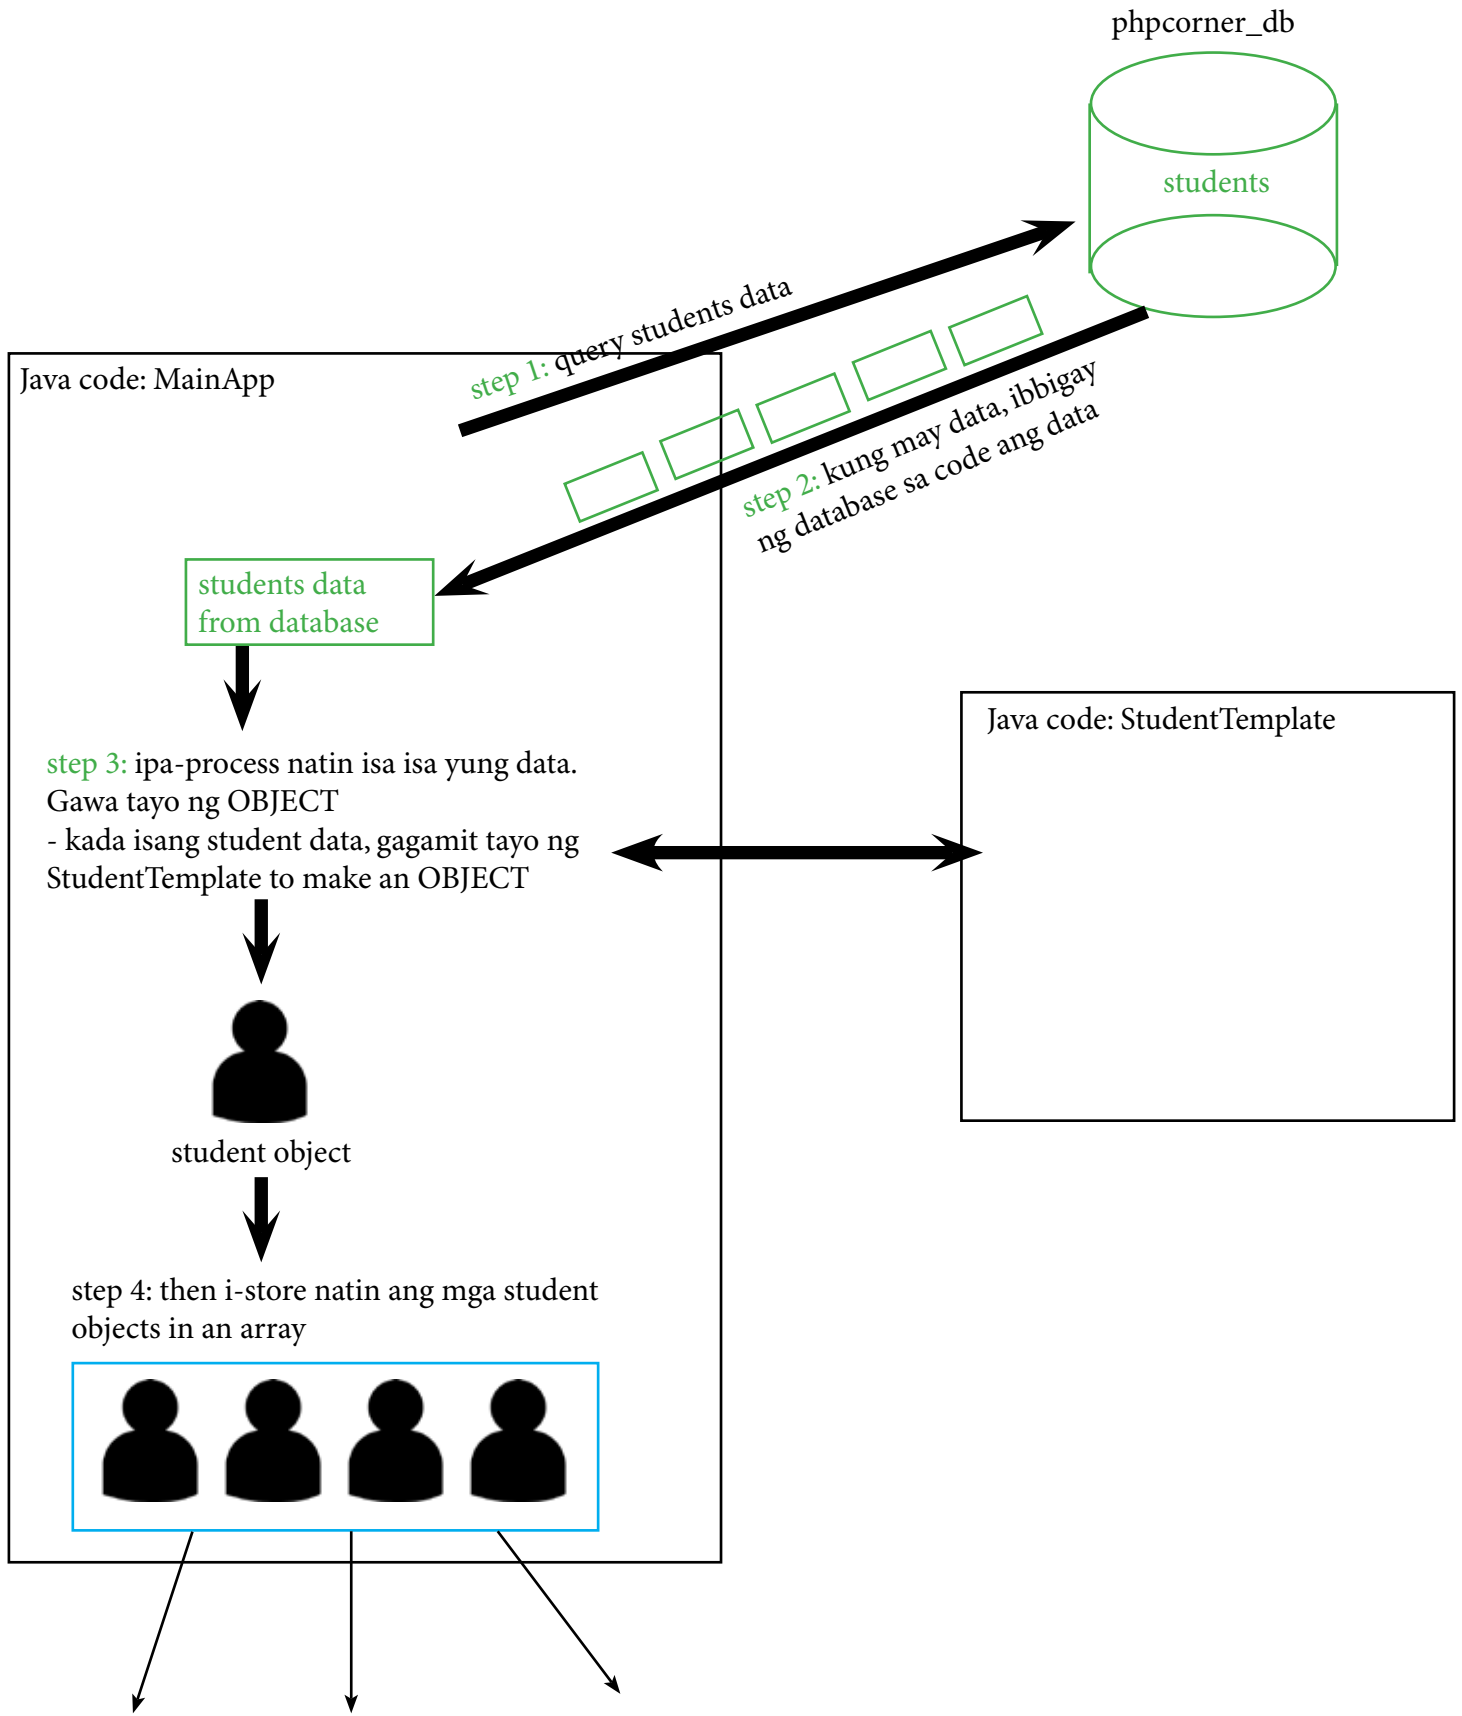 phpcorner_db
students
step 1: query students data
Java code: MainApp
step 2: kung may data, ibbigay
ng database sa code ang data
students data
from database
Java code: StudentTemplate
step 3: ipa-process natin isa isa yung data.
Gawa tayo ng OBJECT
- kada isang student data, gagamit tayo ng
StudentTemplate to make an OBJECT
student object
step 4: then i-store natin ang mga student
objects in an array